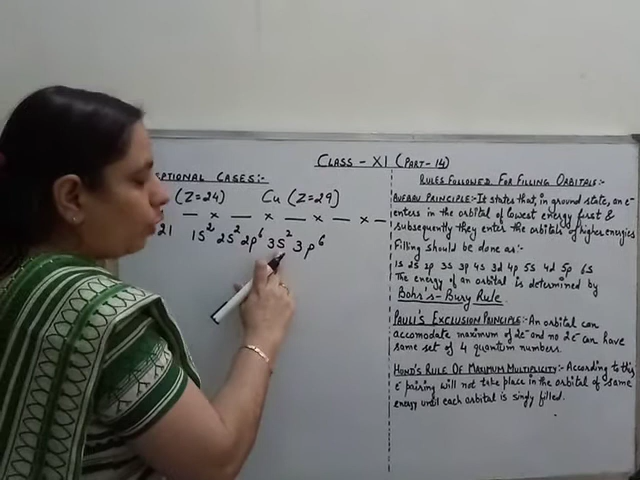 CLASS - XI (PART-14)
EPTIONAL CASES:-
(Z=24) Cu (Z=29)
— × — × — × — × — × —
21 1S² 2S² 2p⁶ 3S² 3p⁶
RULES FOLLOWED FOR FILLING ORBITALS
AUFBAU PRINCIPLE:- It states that, in ground state, an e⁻
enters in the orbital of lowest energy first &
subsequently they enter the orbitals of higher energies
Filling should be done as:-
1S 2S 2p 3S 3p 4S 3d 4p 5S 4d 5p 6S
The energy of an orbital is determined by
Bohr's-Bury Rule
PAULI'S EXCLUSION PRINCIPLE:- An orbital can
accomodate maximum of 2e⁻ and no 2e⁻ can have
same set of 4 quantum numbers.
HUND'S RULE OF MAXIMUM MULTIPLICITY:- According to this
e⁻ pairing will not take place in the orbital of same
energy until each orbital is singly filled.